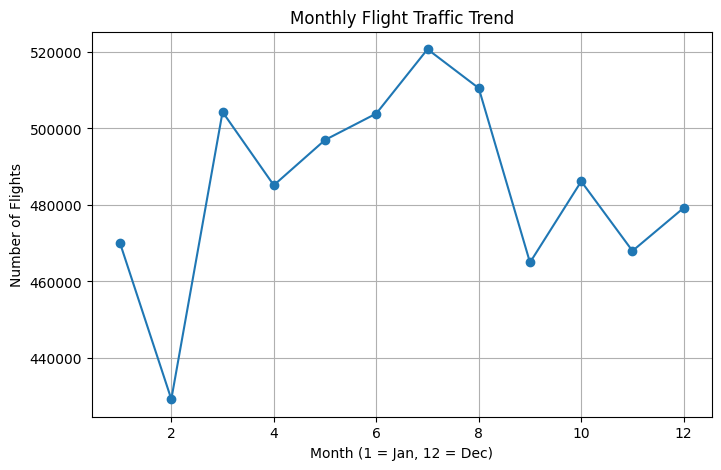 Monthly Flight Traffic Trend
520000
500000
480000
460000
440000
Number of Flights
2 4 6 8 10 12
Month (1 = Jan, 12 = Dec)